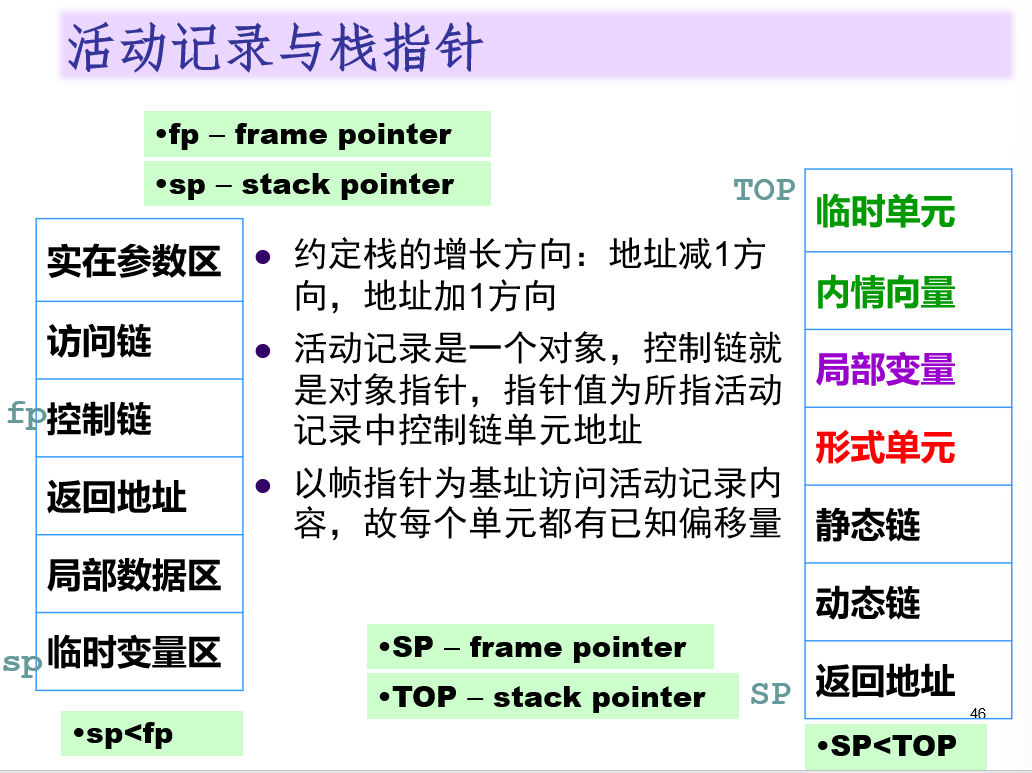 活动记录与栈指针
•fp – frame pointer
•sp – stack pointer
实在参数区
访问链
fp
控制链
返回地址
局部数据区
sp
临时变量区
•sp<fp
● 约定栈的增长方向：地址减1方
向，地址加1方向
● 活动记录是一个对象，控制链就
是对象指针，指针值为所指活动
记录中控制链单元地址
● 以帧指针为基址访问活动记录内
容，故每个单元都有已知偏移量
•SP – frame pointer
•TOP – stack pointer
TOP
临时单元
内情向量
局部变量
形式单元
静态链
动态链
SP
返回地址
46
•SP<TOP